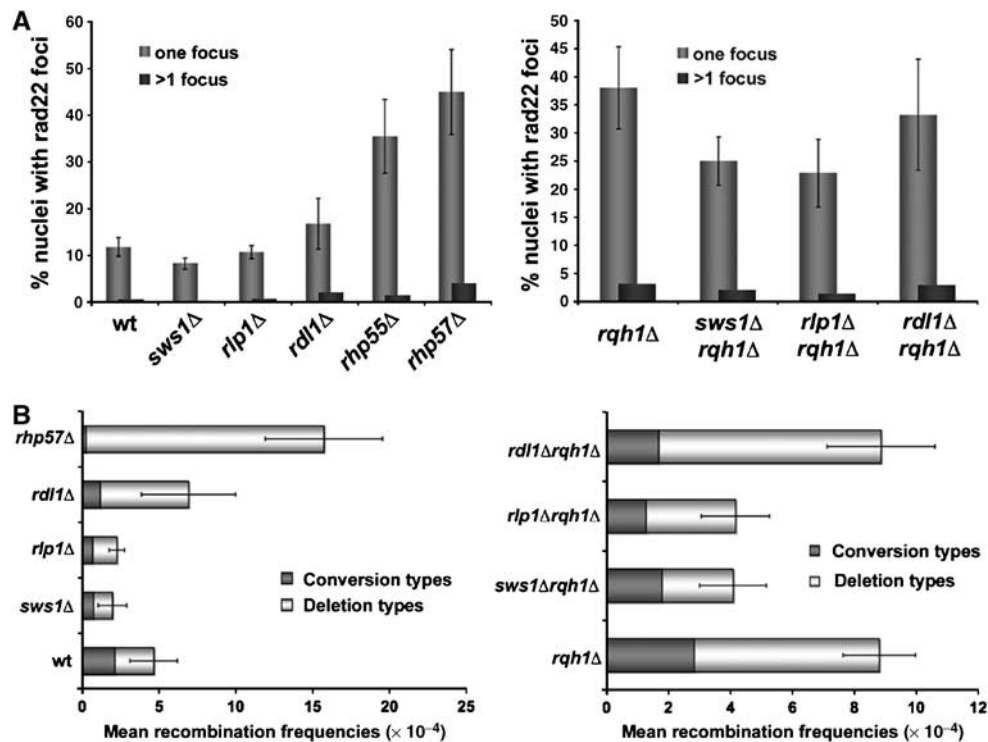 A
% nuclei with rad22 foci
60
50
40
30
20
10
0
one focus
>1 focus
wt
sws1Δ
rlp1Δ
rdl1Δ
rhp55Δ
rhp57Δ
% nuclei with rad22 foci
50
45
40
35
30
25
20
15
10
5
0
one focus
>1 focus
rqh1Δ
sws1Δ
rqh1Δ
rlp1Δ
rqh1Δ
rdl1Δ
rqh1Δ
B
rhp57Δ
rdl1Δ
rlp1Δ
sws1Δ
wt
Conversion types
Deletion types
0 5 10 15 20 25
Mean recombination frequencies (× 10⁻⁴)
rdl1Δrqh1Δ
rlp1Δrqh1Δ
sws1Δrqh1Δ
rqh1Δ
Conversion types
Deletion types
0 2 4 6 8 10 12
Mean recombination frequencies (× 10⁻⁴)